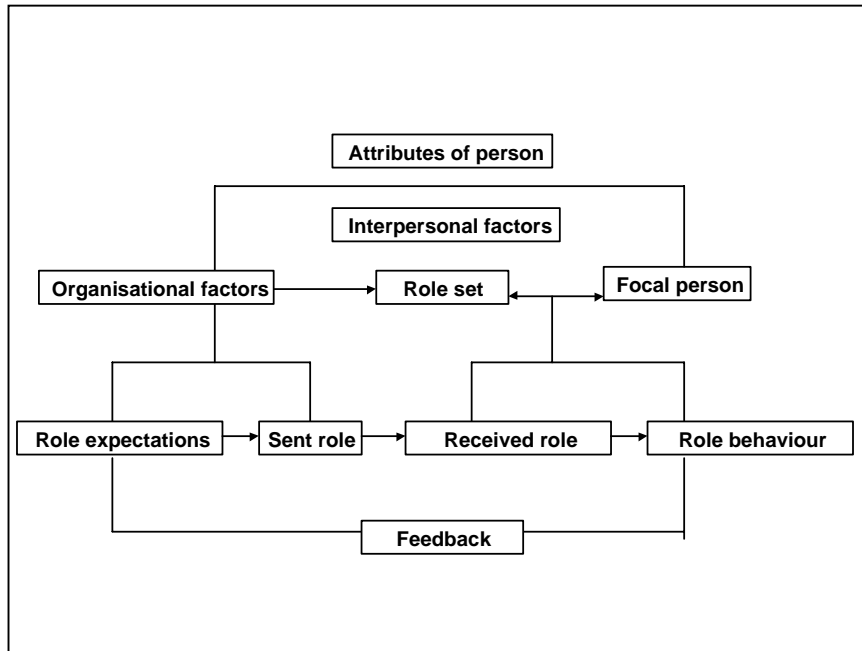 Attributes of person
Interpersonal factors
Organisational factors
Role set
Focal person
Role expectations
Sent role
Received role
Role behaviour
Feedback